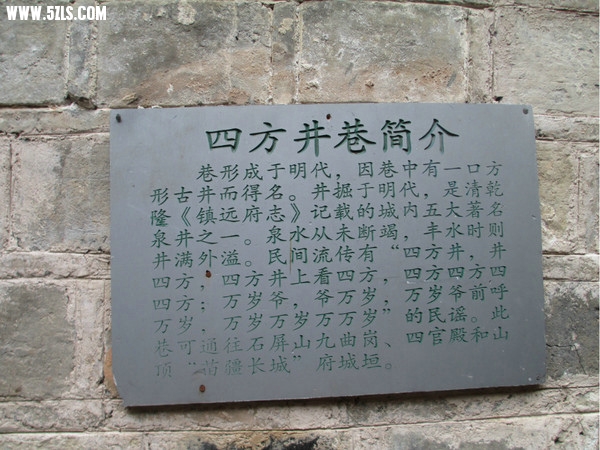 WWW.5ZLS.COM
四方井巷简介
巷形成于明代，因巷中有一口方
形古井而得名。井掘于明代，是清乾
隆《镇远府志》记载的城内五大著名
泉井之一。泉水从未断竭，丰水时则
井满外溢。民间流传有“四方井，井
四方，四方井上看四方，四方四方四
四方；万岁爷，爷万岁，万岁爷前呼
万岁，万岁万岁万万岁”的民谣。此
巷可通往石屏山九曲岗、四官殿和山
顶“苗疆长城”府城垣。